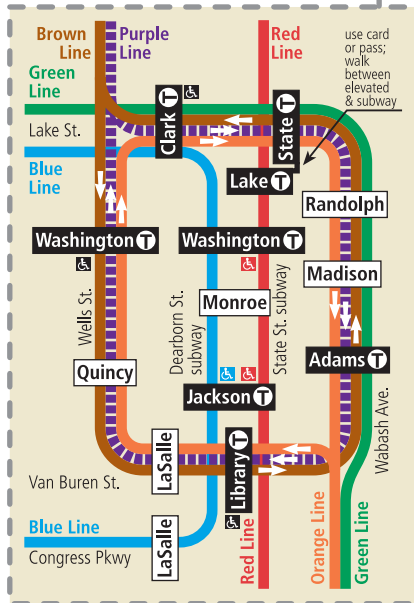 Brown
Line
Purple
Line
Red
Line
use card
or pass;
walk
between
elevated
& subway
Green
Line
Clark T
State T
Lake St.
Blue
Line
Lake T
Randolph
Washington T
Washington T
Madison
Wells St.
Dearborn St.
subway
Monroe
State St. subway
Adams T
Quincy
Jackson T
Wabash Ave.
LaSalle
Library T
Van Buren St.
Blue Line
Congress Pkwy
LaSalle
Red Line
Orange Line
Green Line